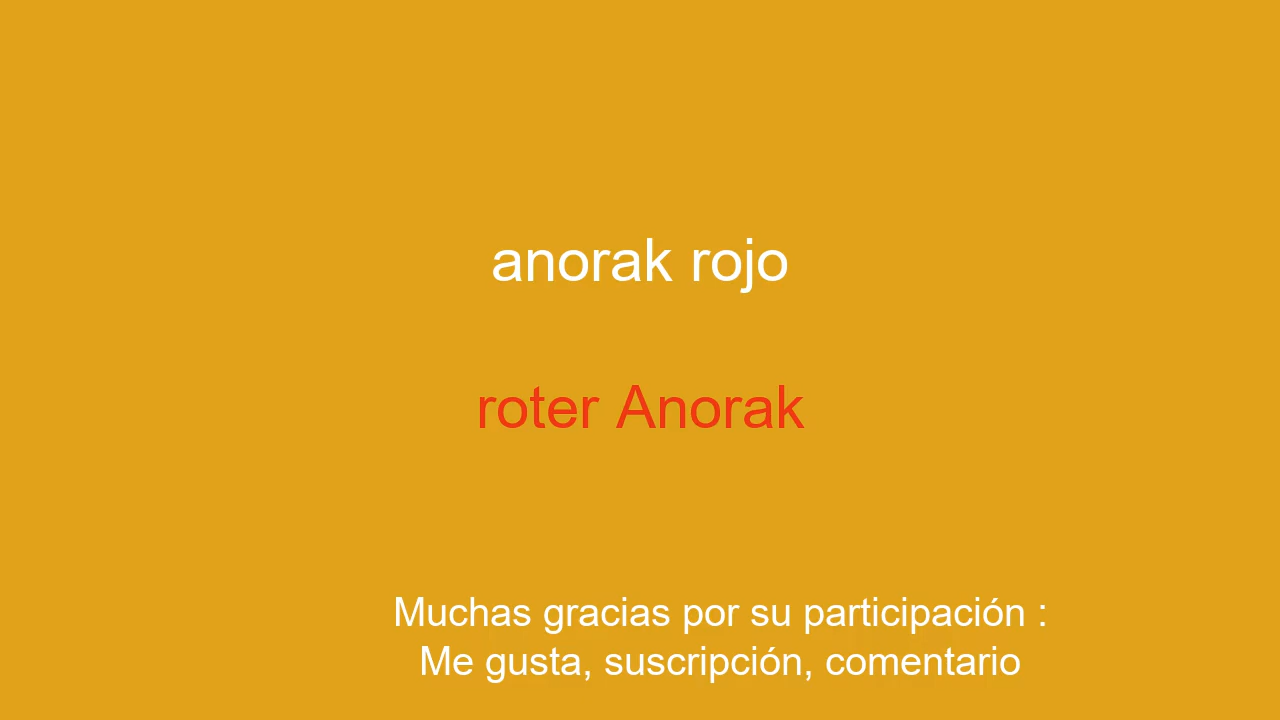 anorak rojo
roter Anorak
Muchas gracias por su participación :
Me gusta, suscripción, comentario